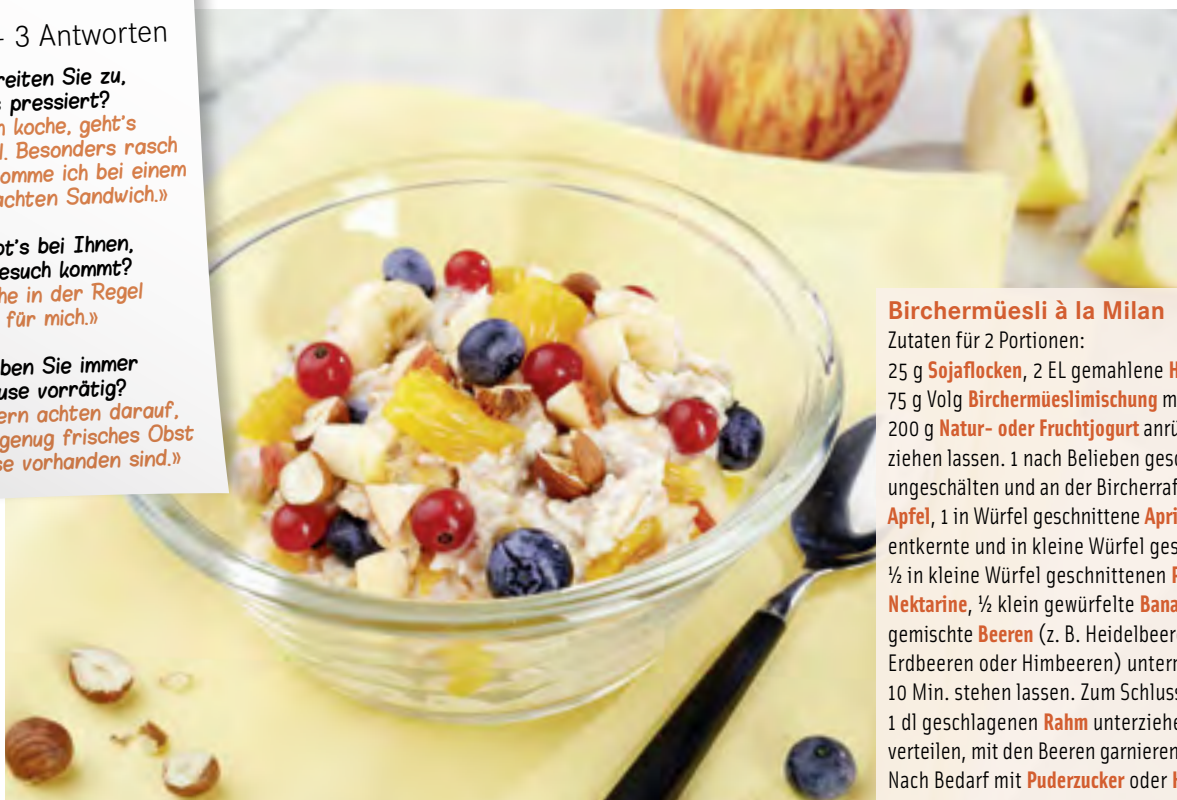 - 3 Antworten
reiten Sie zu,
pressiert?
koche, geht's
Besonders rasch
omme ich bei einem
achten Sandwich.»
ot's bei Ihnen,
esuch kommt?
he in der Regel
für mich.»
ben Sie immer
use vorrätig?
ern achten darauf,
genug frisches Obst
se vorhanden sind.»
Birchermüesli à la Milan
Zutaten für 2 Portionen:
25 g Sojaflocken, 2 EL gemahlene H
75 g Volg Birchermüeslimischung m
200 g Natur- oder Fruchtjogurt anrü
ziehen lassen. 1 nach Belieben gesc
ungeschälten und an der Bircherraf
Apfel, 1 in Würfel geschnittene Apri
entkernte und in kleine Würfel ges
½ in kleine Würfel geschnittenen
Nektarine, ½ klein gewürfelte Bana
gemischte Beeren (z. B. Heidelbeer
Erdbeeren oder Himbeeren) unter
10 Min. stehen lassen. Zum Schluss
1 dl geschlagenen Rahm unterziehe
verteilen, mit den Beeren garnieren
Nach Bedarf mit Puderzucker oder H